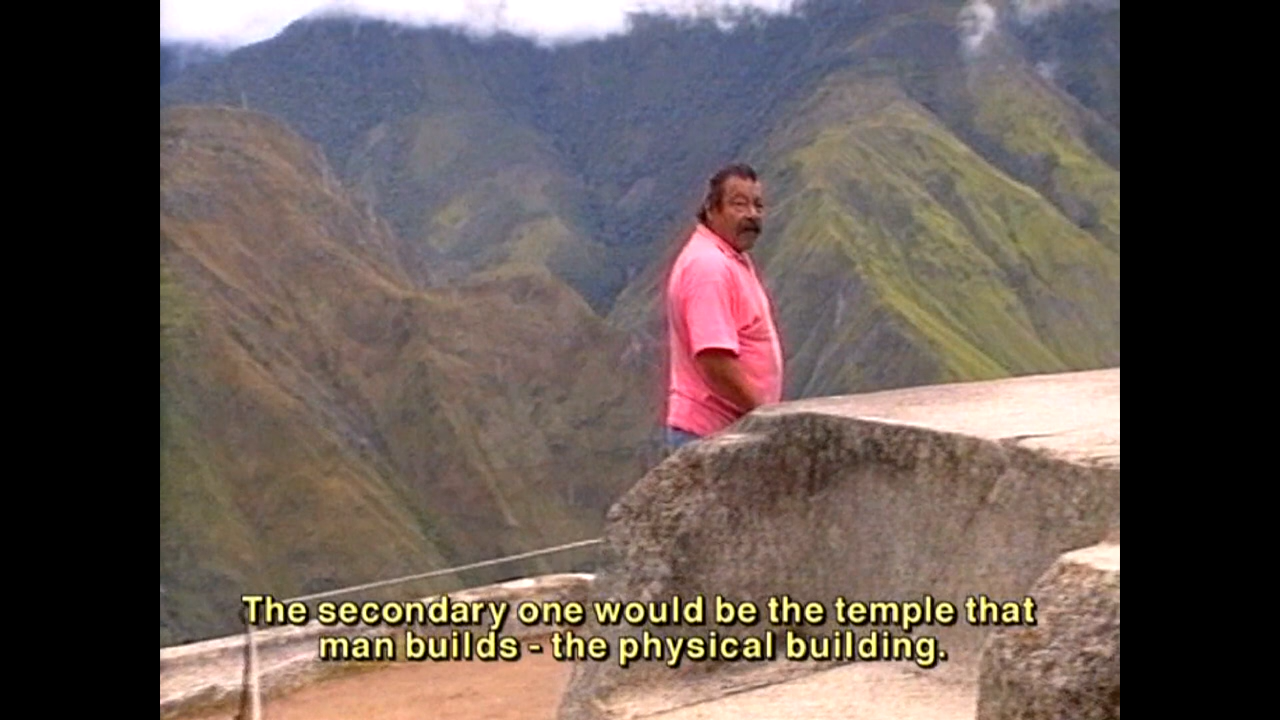 The secondary one would be the temple that
man builds - the physical building.